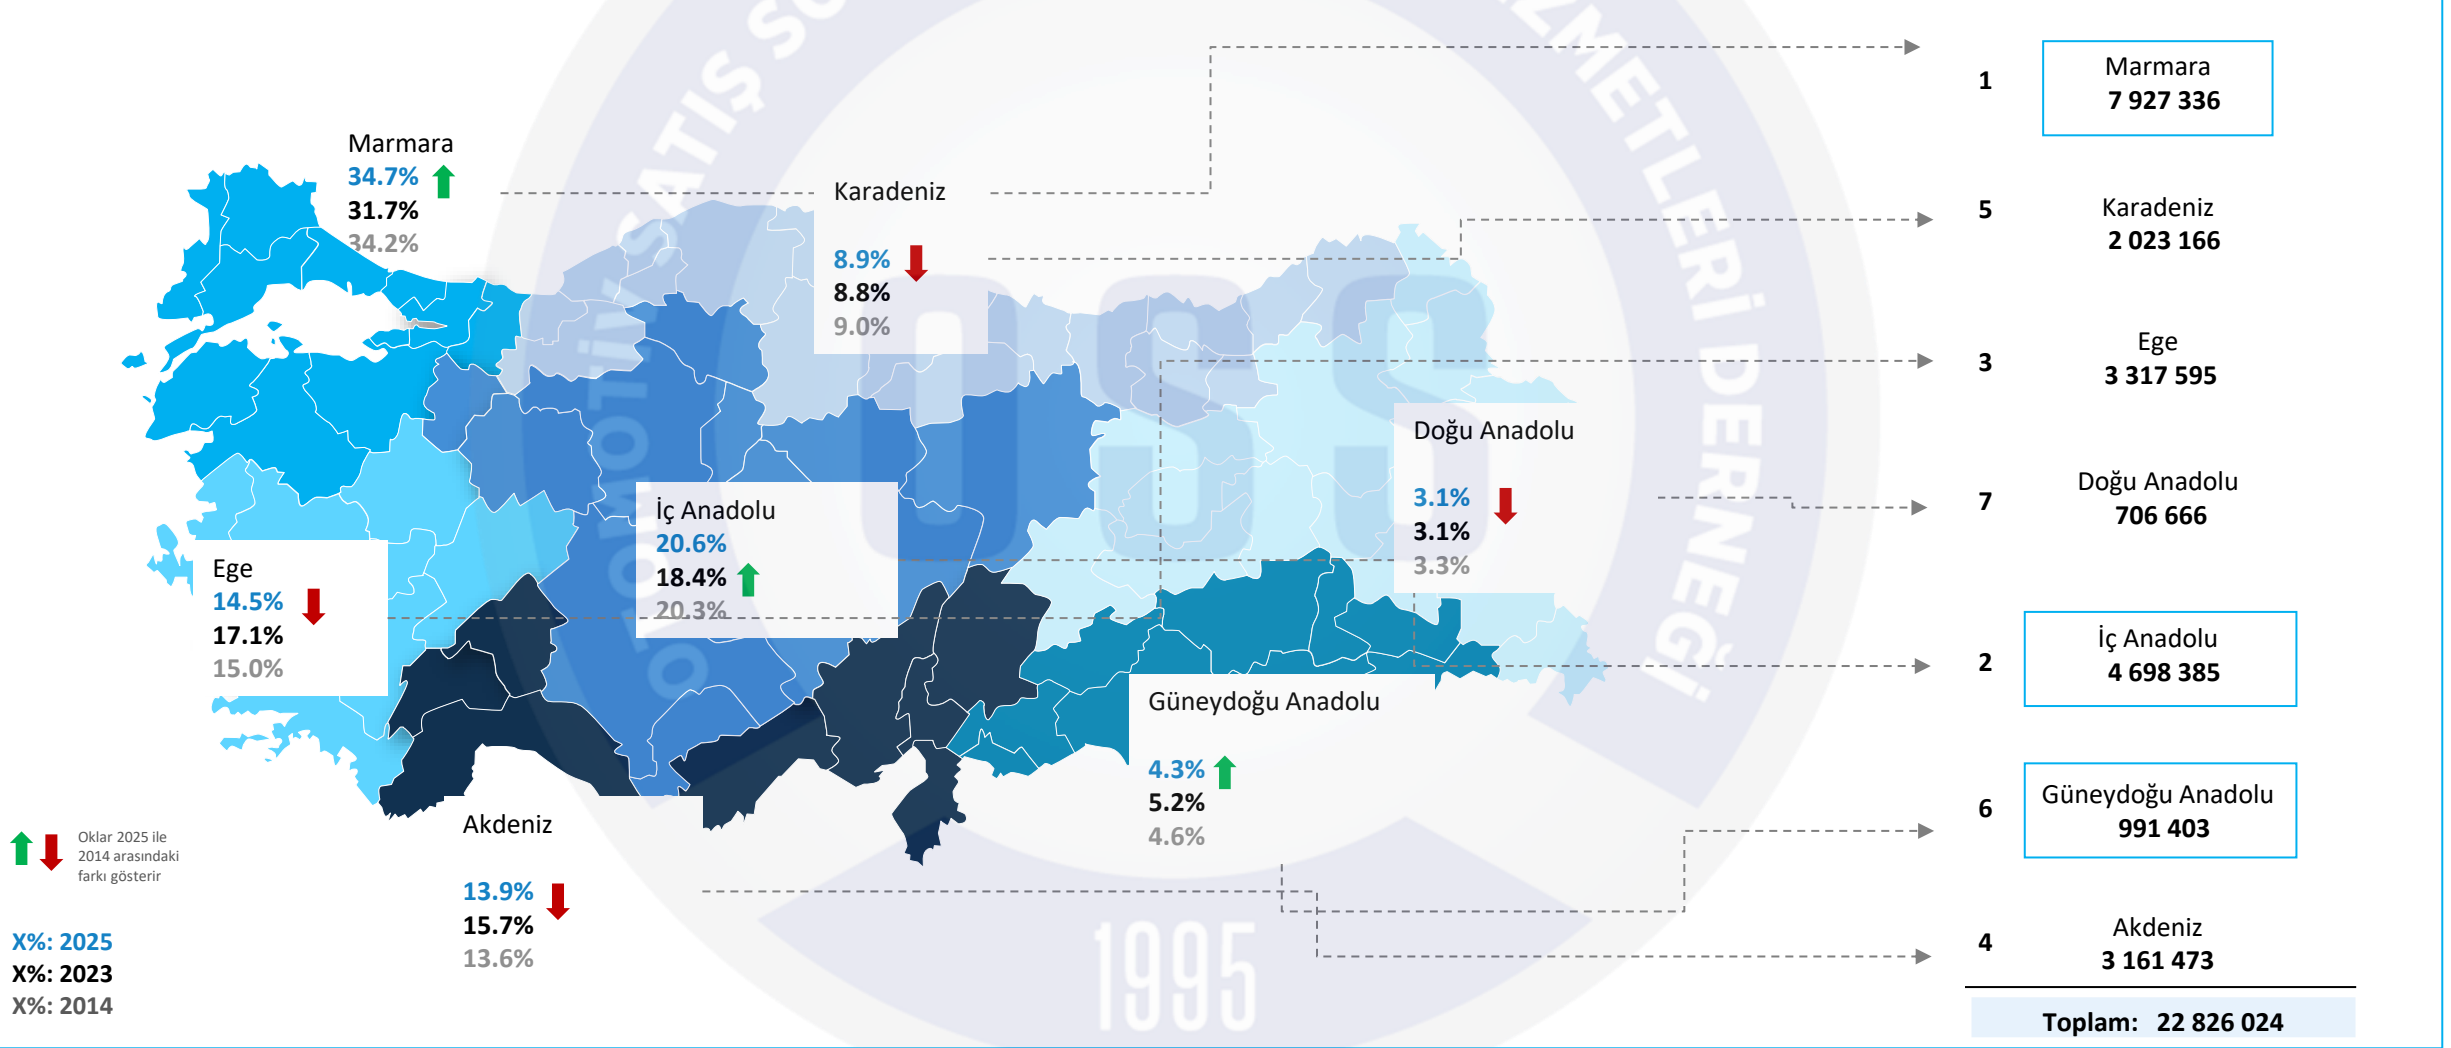 Marmara
34.7%
31.7%
34.2%
Karadeniz
8.9%
8.8%
9.0%
Doğu Anadolu
3.1%
3.1%
3.3%
İç Anadolu
20.6%
18.4%
20.3%
Ege
14.5%
17.1%
15.0%
Güneydoğu Anadolu
4.3%
5.2%
4.6%
Akdeniz
13.9%
15.7%
13.6%
Oklar 2025 ile
2014 arasındaki
farkı gösterir
X%: 2025
X%: 2023
X%: 2014
1
Marmara
7 927 336
5
Karadeniz
2 023 166
3
Ege
3 317 595
7
Doğu Anadolu
706 666
2
İç Anadolu
4 698 385
6
Güneydoğu Anadolu
991 403
4
Akdeniz
3 161 473
Toplam: 22 826 024
OSS
1995